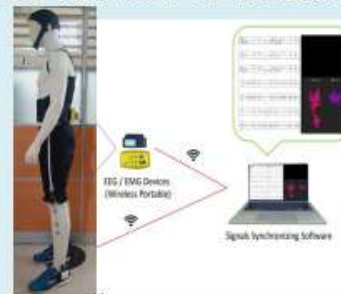 EEG / EMG Devices
(Wireless Portable)
Signals Synchronizing Software